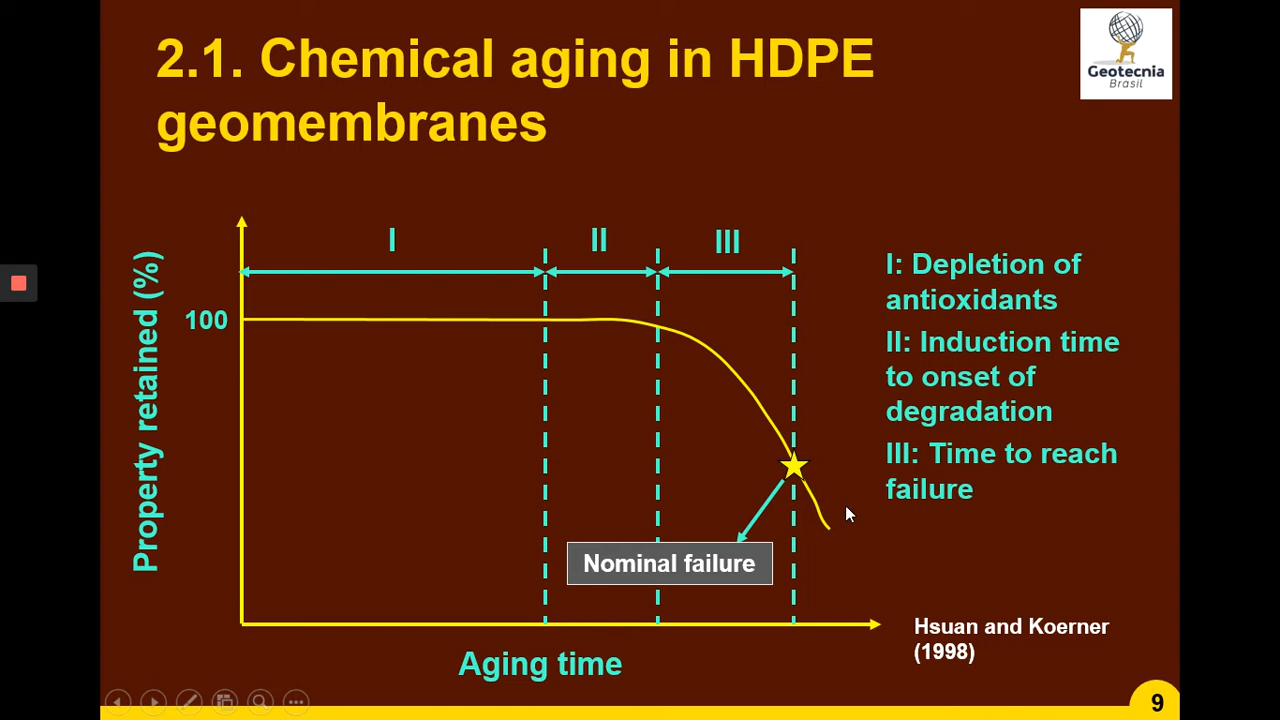 2.1. Chemical aging in HDPE
geomembranes
Geotecnia
Brasil
I
II
III
Property retained (%)
100
I: Depletion of
antioxidants
II: Induction time
to onset of
degradation
III: Time to reach
failure
Nominal failure
Hsuan and Koerner
(1998)
Aging time
9